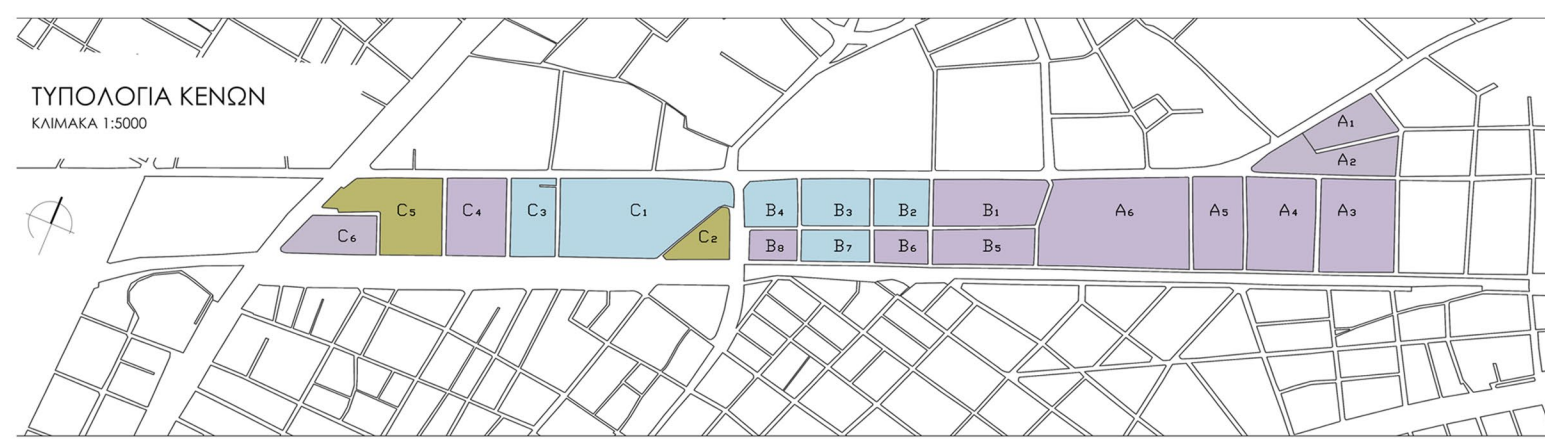 ΤΥΠΟΛΟΓΙΑ ΚΕΝΩΝ
ΚΛΙΜΑΚΑ 1:5000
A1
A2
C5 C4 C3 C1 B4 B3 B2 B1 A6 A5 A4 A3
C6 C2 B8 B7 B6 B5